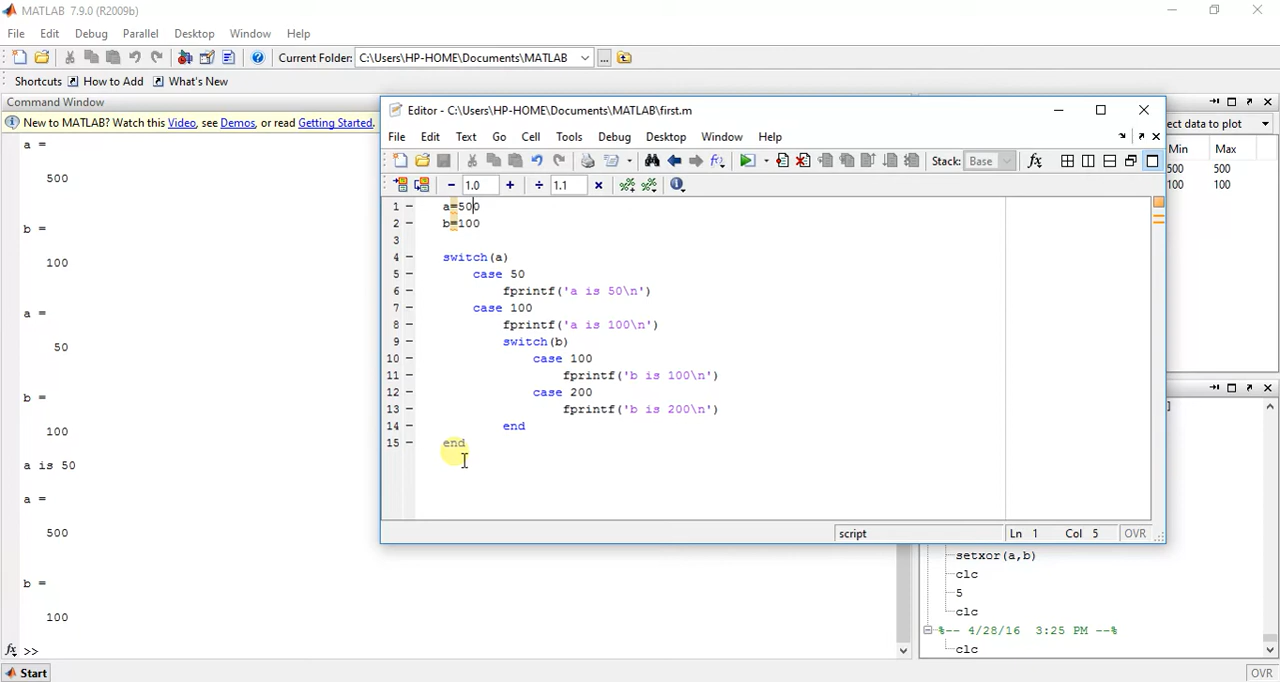 MATLAB 7.9.0 (R2009b)
File Edit Debug Parallel Desktop Window Help
Current Folder: C:\Users\HP-HOME\Documents\MATLAB ...
Shortcuts How to Add What's New
Command Window
New to MATLAB? Watch this Video, see Demos, or read Getting Started.
a =
500
b =
100
a =
50
b =
100
a is 50
a =
500
b =
100
fx >>
Editor - C:\Users\HP-HOME\Documents\MATLAB\first.m
File Edit Text Go Cell Tools Debug Desktop Window Help
Stack: Base fx
− 1.0 + ÷ 1.1 ×
1 − a=500
2 − b=100
3
4 − switch(a)
5 − case 50
6 − fprintf('a is 50\n')
7 − case 100
8 − fprintf('a is 100\n')
9 − switch(b)
10 − case 100
11 − fprintf('b is 100\n')
12 − case 200
13 − fprintf('b is 200\n')
14 − end
15 − end
script Ln 1 Col 5 OVR
ect data to plot
Min Max
500 500
100 100
setxor(a,b)
clc
5
clc
%-- 4/28/16 3:25 PM --%
clc
Start
OVR